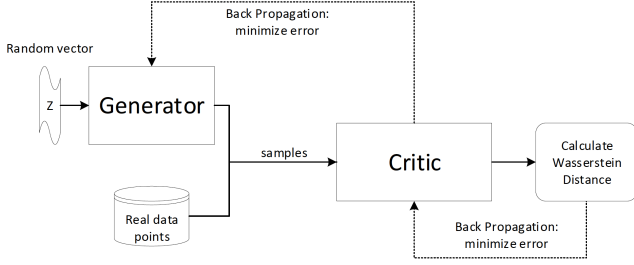 Back Propagation:
minimize error
Random vector
Z
Generator
samples
Critic
Calculate
Wasserstein
Distance
Real data
points
Back Propagation:
minimize error